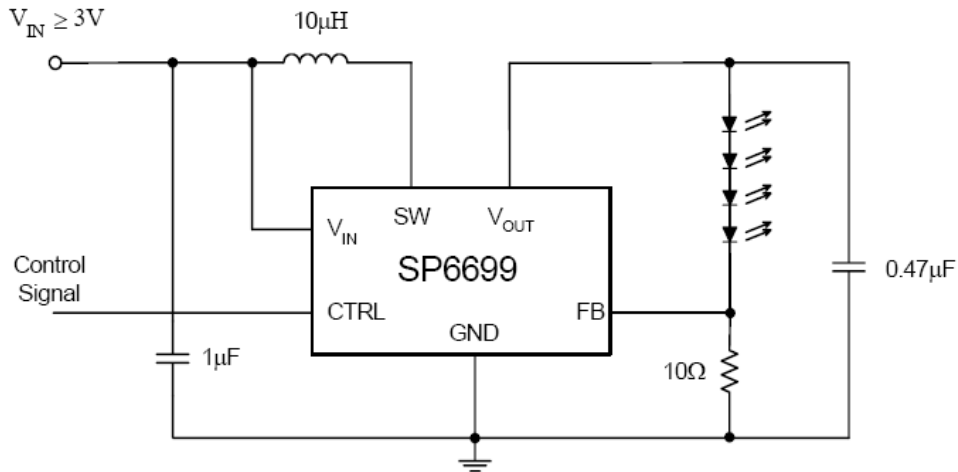 V_IN ≥ 3V
10µH
V_IN
SW
V_OUT
SP6699
Control
Signal
CTRL
FB
GND
0.47µF
1µF
10Ω